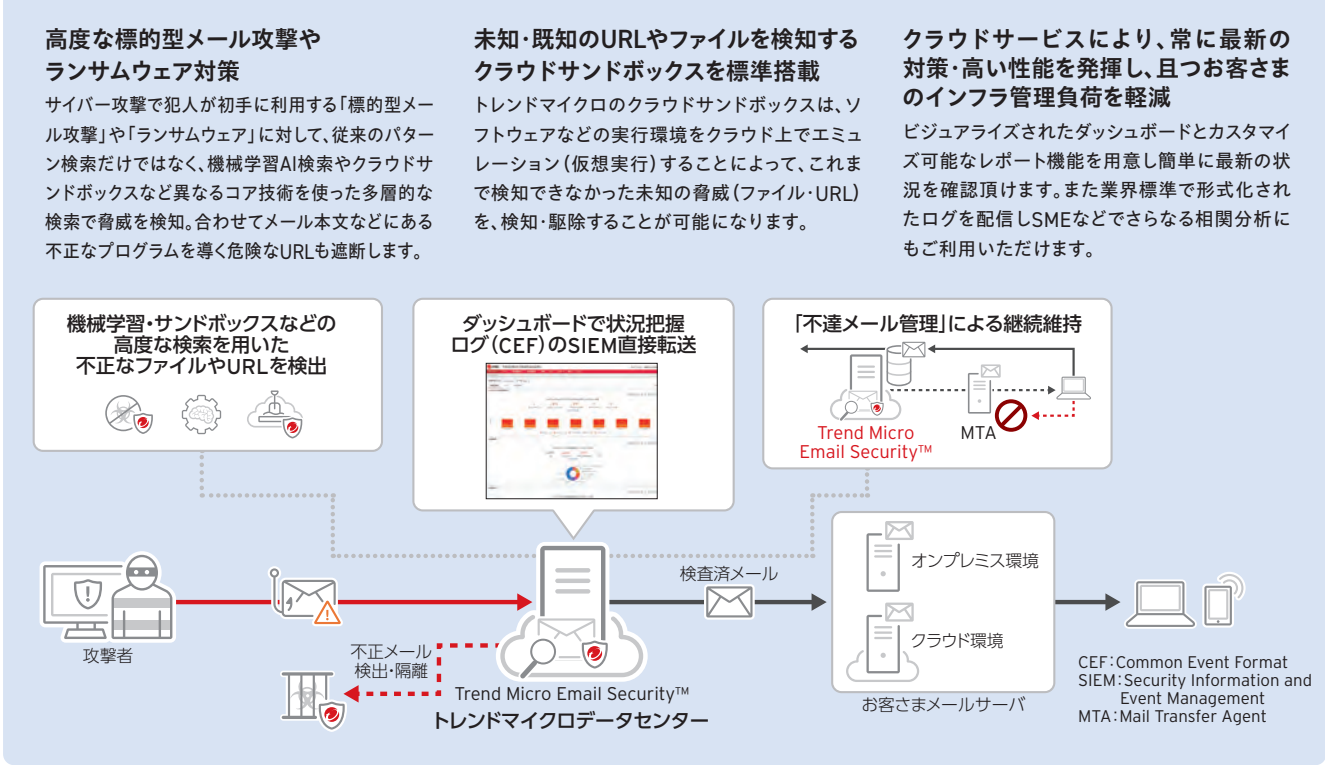 高度な標的型メール攻撃や
ランサムウェア対策
サイバー攻撃で犯人が初手に利用する「標的型メー
ル攻撃」や「ランサムウェア」に対して、従来のパター
ン検索だけではなく、機械学習AI検索やクラウドサ
ンドボックスなど異なるコア技術を使った多層的な
検索で脅威を検知。合わせてメール本文などにある
不正なプログラムを導く危険なURLも遮断します。
未知・既知のURLやファイルを検知する
クラウドサンドボックスを標準搭載
トレンドマイクロのクラウドサンドボックスは、ソ
フトウェアなどの実行環境をクラウド上でエミュ
レーション(仮想実行)することによって、これま
で検知できなかった未知の脅威(ファイル・URL)
を、検知・駆除することが可能になります。
クラウドサービスにより、常に最新の
対策・高い性能を発揮し、且つお客さま
のインフラ管理負荷を軽減
ビジュアライズされたダッシュボードとカスタマイ
ズ可能なレポート機能を用意し簡単に最新の状
況を確認頂けます。また業界標準で形式化され
たログを配信しSMEなどでさらなる相関分析に
もご利用いただけます。
機械学習・サンドボックスなどの
高度な検索を用いた
不正なファイルやURLを検出
ダッシュボードで状況把握
ログ(CEF)のSIEM直接転送
「不達メール管理」による継続維持
Trend Micro
Email Security™
MTA
攻撃者
不正メール
検出・隔離
Trend Micro Email Security™
トレンドマイクロデータセンター
検査済メール
オンプレミス環境
クラウド環境
お客さまメールサーバ
CEF:Common Event Format
SIEM:Security Information and
Event Management
MTA:Mail Transfer Agent